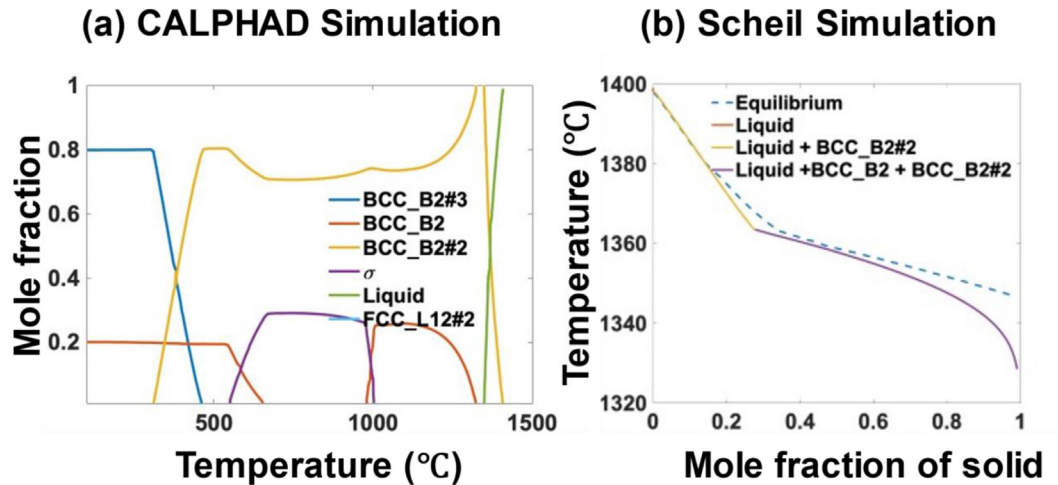 (a) CALPHAD Simulation
Mole fraction
1
0.8
0.6
0.4
0.2
500
1000
1500
Temperature (℃)
BCC_B2#3
BCC_B2
BCC_B2#2
σ
Liquid
FCC_L12#2
(b) Scheil Simulation
Temperature (℃)
1400
1380
1360
1340
1320
0
0.2
0.4
0.6
0.8
1
Mole fraction of solid
Equilibrium
Liquid
Liquid + BCC_B2#2
Liquid +BCC_B2 + BCC_B2#2